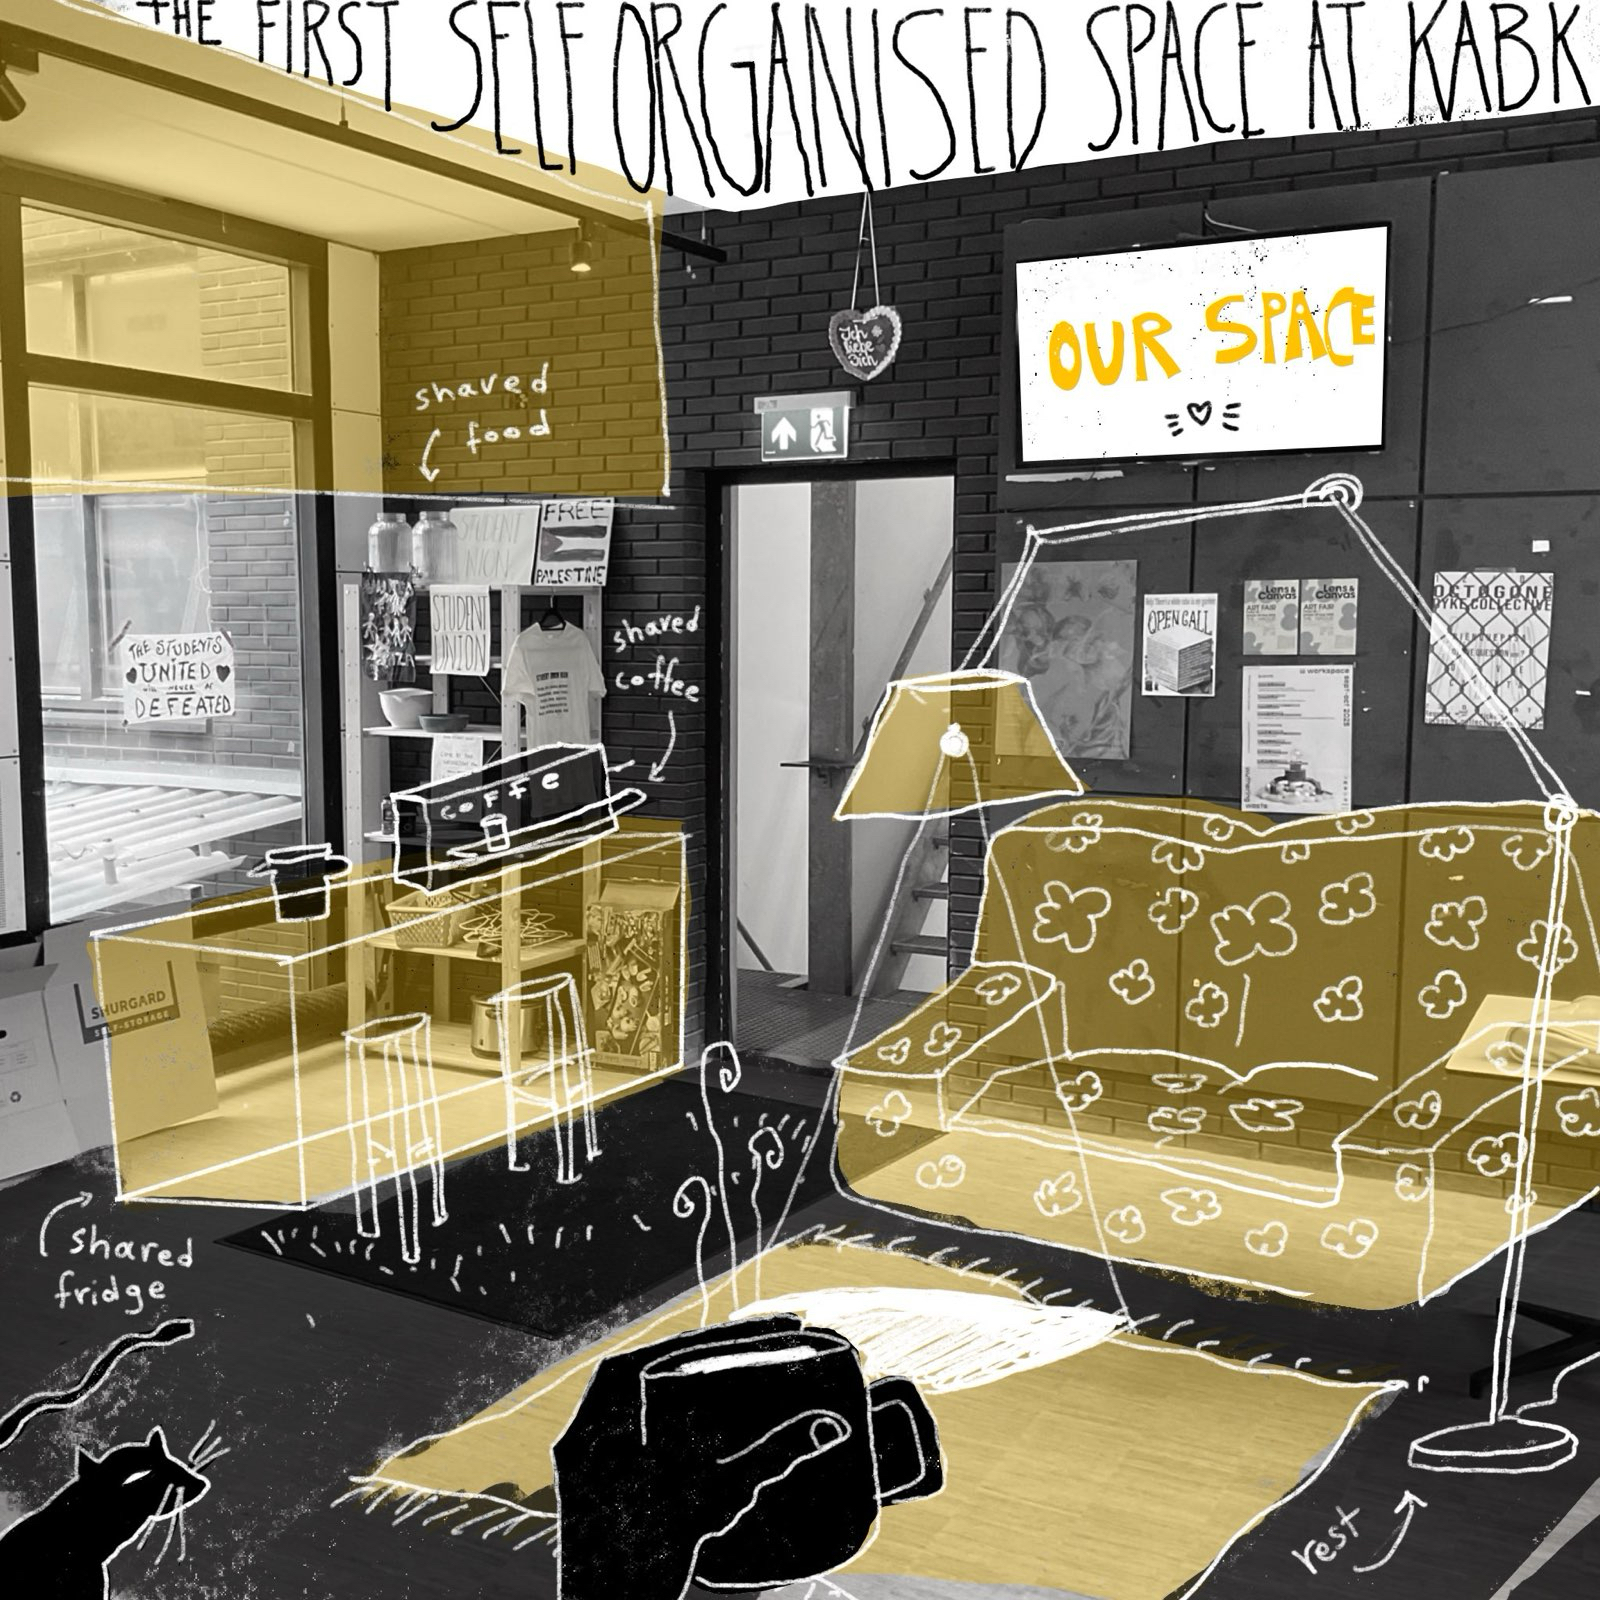 THE FIRST SELF ORGANISED SPACE AT KABK
OUR SPACE
Ich
liebe
Dich
shared
food
STUDENT
UNION
FREE
PALESTINE
STUDENT
UNION
shared
coffee
THE STUDENTS
UNITED
will NEVER BE
DEFEATED
COFFE
OPEN CALL
Lens &
Canvas
ART FAIR
Lens &
Canvas
ART FAIR
OCTOGONE
DYKE COLLECTIVE
workspace
waste
SHURGARD
SELF-STORAGE
shared
fridge
rest